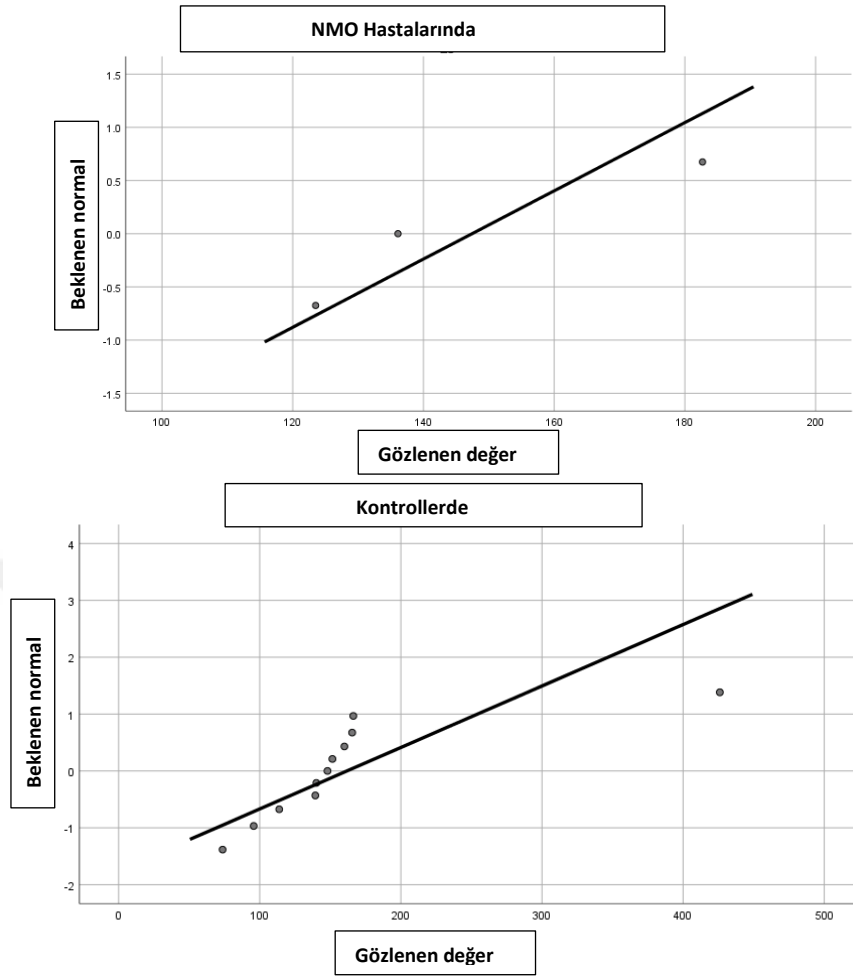 NMO Hastalarında
1.5
1.0
0.5
0.0
-0.5
-1.0
-1.5
Beklenen normal
100 120 140 160 180 200
Gözlenen değer
Kontrollerde
4
3
2
1
0
-1
-2
Beklenen normal
0 100 200 300 400 500
Gözlenen değer